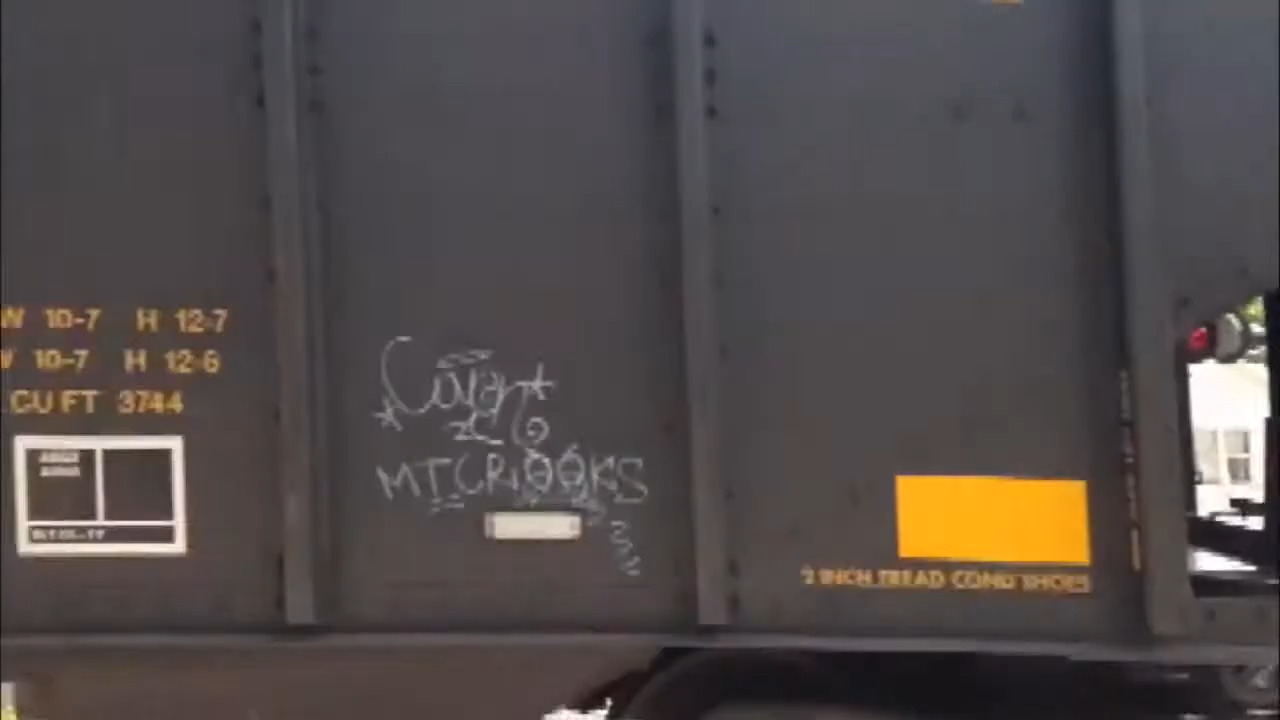 W 10-7 H 12-7
W 10-7 H 12-6
CU FT 3744
MTCROOKS
2 INCH TREAD COND SHOES